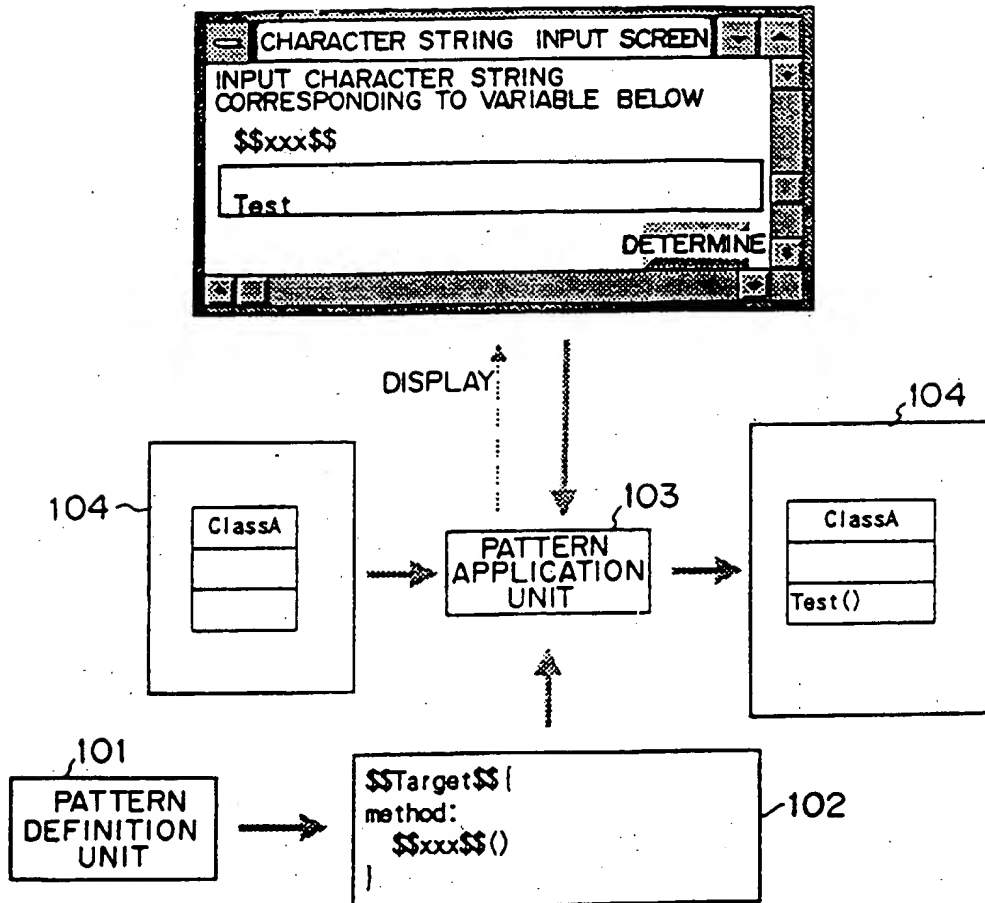 CHARACTER STRING INPUT SCREEN
INPUT CHARACTER STRING
CORRESPONDING TO VARIABLE BELOW
$$xxx$$
Test
DETERMINE
DISPLAY
104
ClassA
103
PATTERN
APPLICATION
UNIT
104
ClassA
Test()
101
PATTERN
DEFINITION
UNIT
$$Target$${
method:
$$xxx$$()
}
102